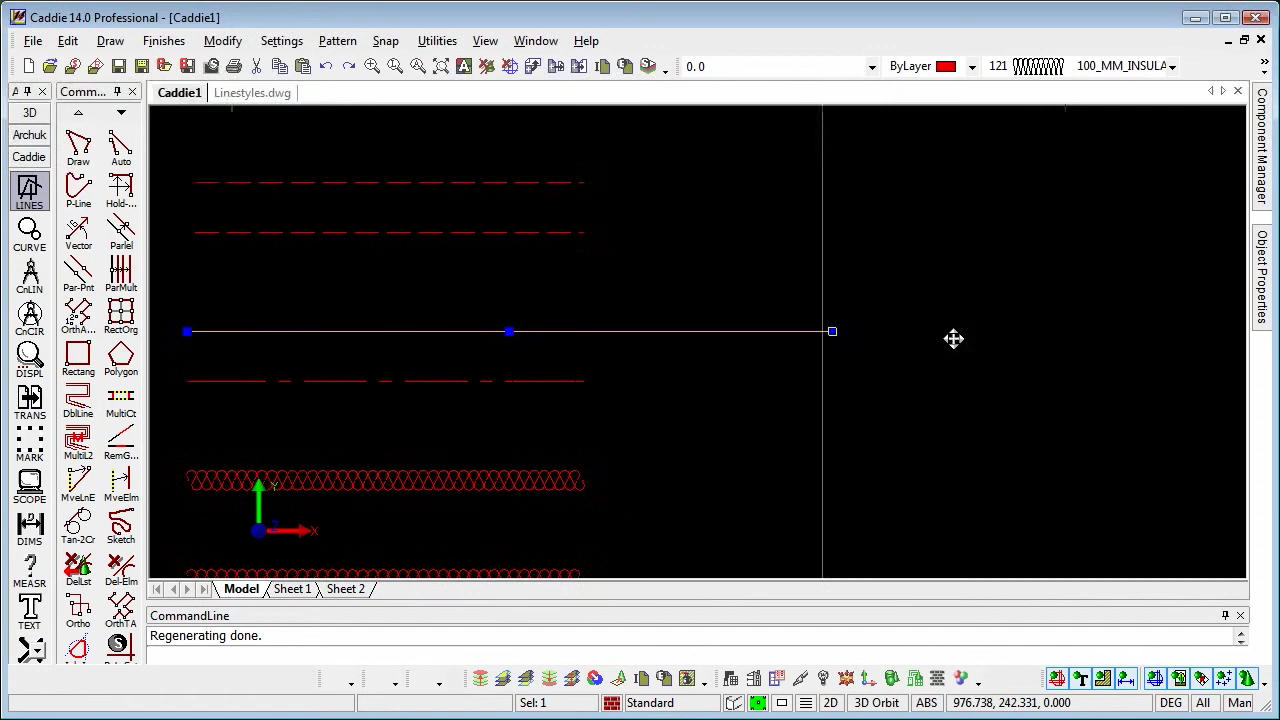 Caddie 14.0 Professional - [Caddie1]
File Edit Draw Finishes Modify Settings Pattern Snap Utilities View Window Help
ByLayer 121 100_MM_INSULA
A Comm...
Caddie1 Linestyles.dwg
3D
Archuk
Caddie
LINES
CURVE
CnLIN
CnCIR
DISPL
TRANS
MARK
SCOPE
DIMS
MEASR
TEXT
Draw Auto
P-Line Hold-...
Vector Parlel
Par-Pnt ParMult
OrthA... RectOrg
Rectang Polygon
DblLine MultiCt
MultiL2 RemG...
MveLnE MveElm
Tan-2Cr Sketch
DelLst Del-Elm
Ortho OrthTA
Y
Z X
Component Manager
Object Properties
Model Sheet 1 Sheet 2
CommandLine
Regenerating done.
Sel: 1 Standard 2D 3D Orbit ABS 976.738, 242.331, 0.000 DEG All Man